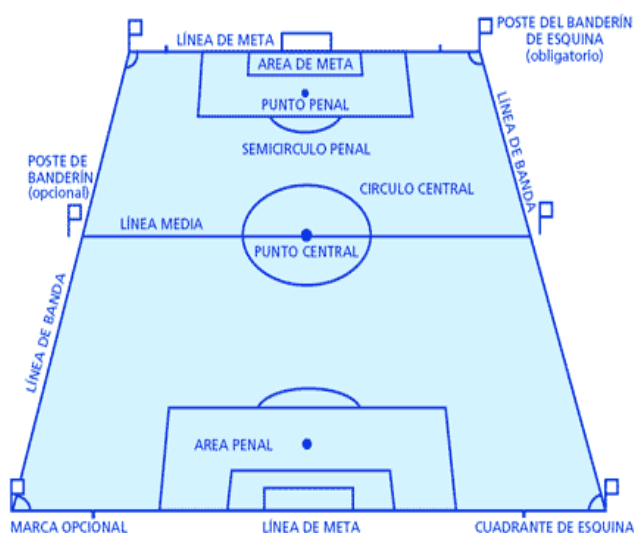 LÍNEA DE META
POSTE DEL BANDERÍN
DE ESQUINA
(obligatorio)
AREA DE META
PUNTO PENAL
SEMICIRCULO PENAL
LÍNEA DE BANDA
POSTE DE
BANDERÍN
(opcional)
CIRCULO CENTRAL
LÍNEA MEDIA
PUNTO CENTRAL
LÍNEA DE BANDA
AREA PENAL
MARCA OPCIONAL
LÍNEA DE META
CUADRANTE DE ESQUINA